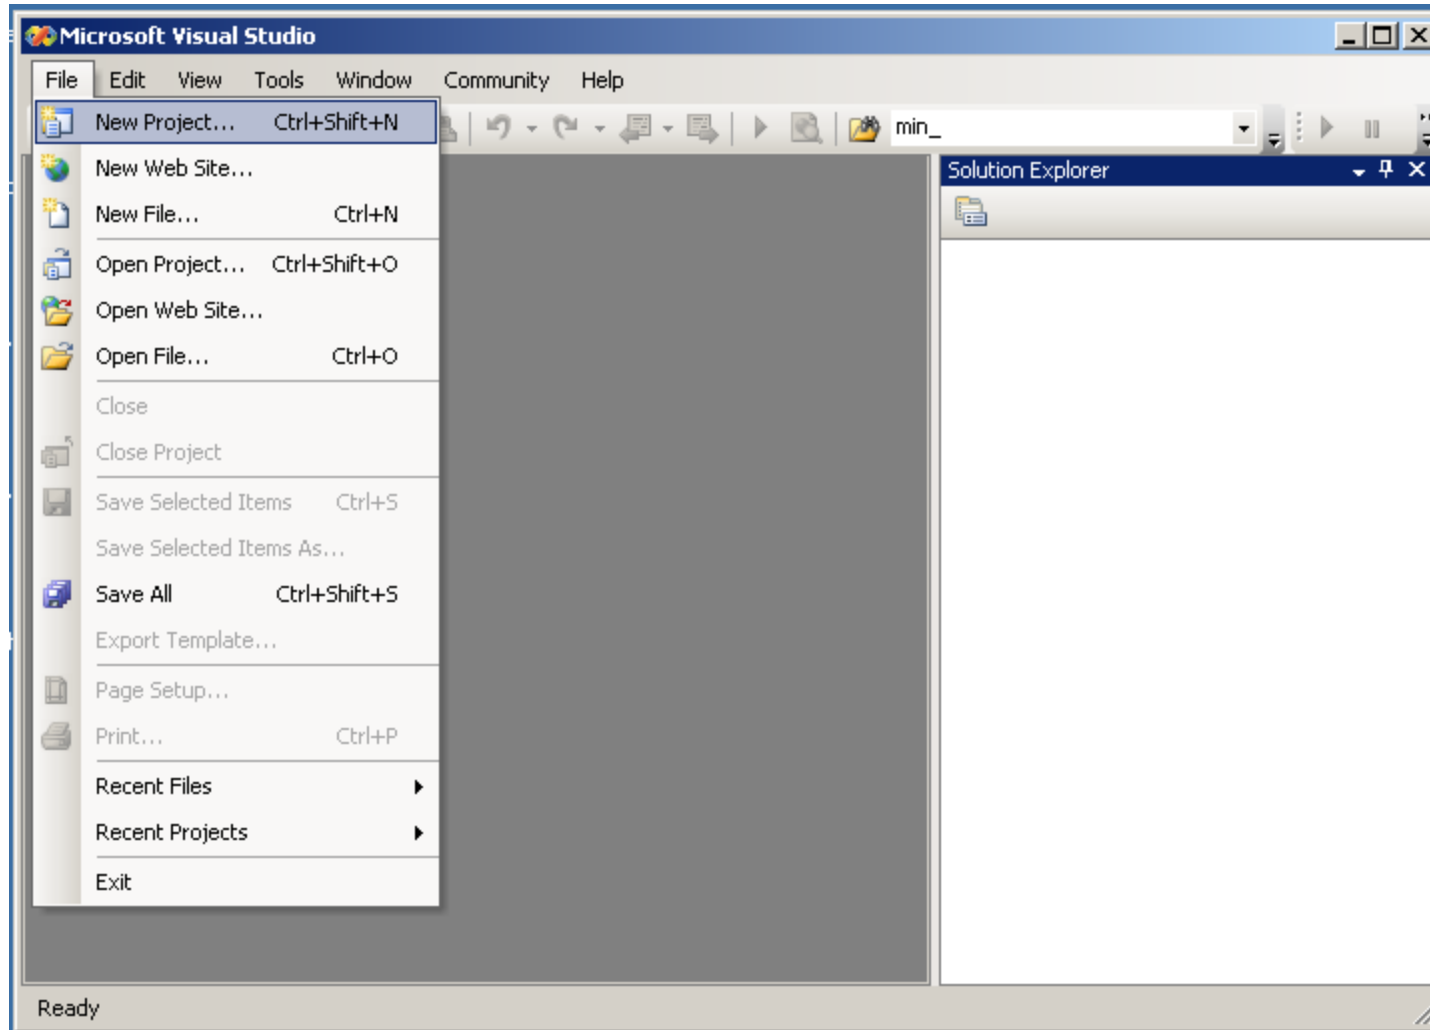 Microsoft Visual Studio
File Edit View Tools Window Community Help
New Project... Ctrl+Shift+N
min_
New Web Site...
Solution Explorer
New File... Ctrl+N
Open Project... Ctrl+Shift+O
Open Web Site...
Open File... Ctrl+O
Close
Close Project
Save Selected Items Ctrl+S
Save Selected Items As...
Save All Ctrl+Shift+S
Export Template...
Page Setup...
Print... Ctrl+P
Recent Files
Recent Projects
Exit
Ready